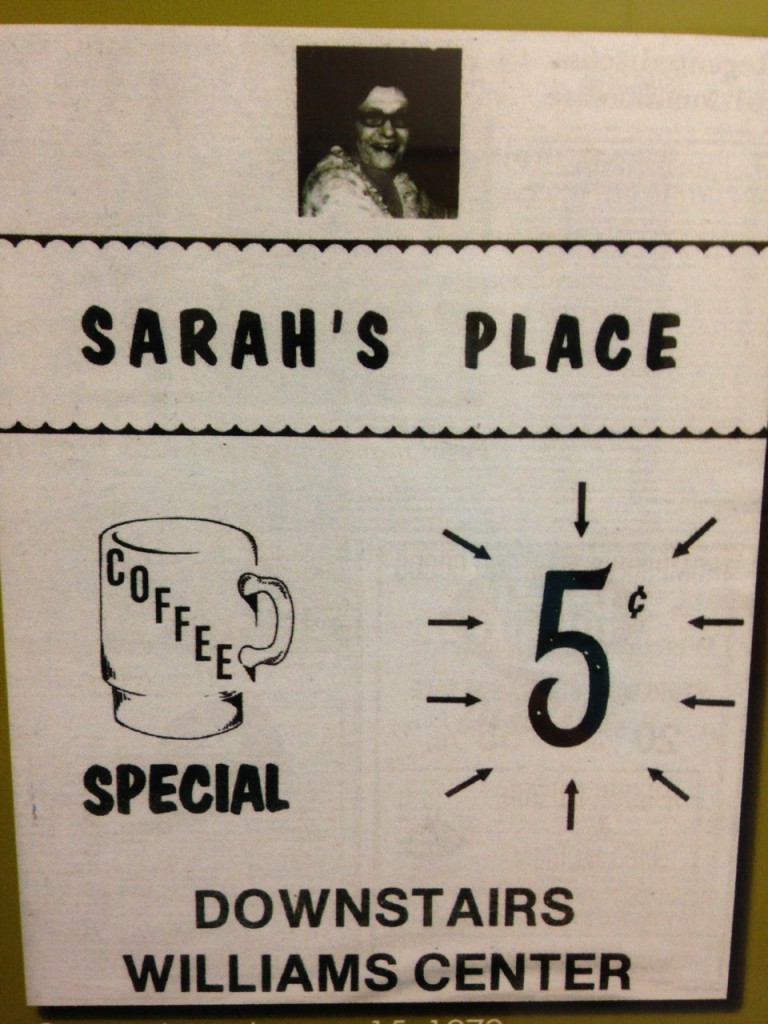 SARAH'S PLACE
COFFEE
5¢
SPECIAL
DOWNSTAIRS
WILLIAMS CENTER